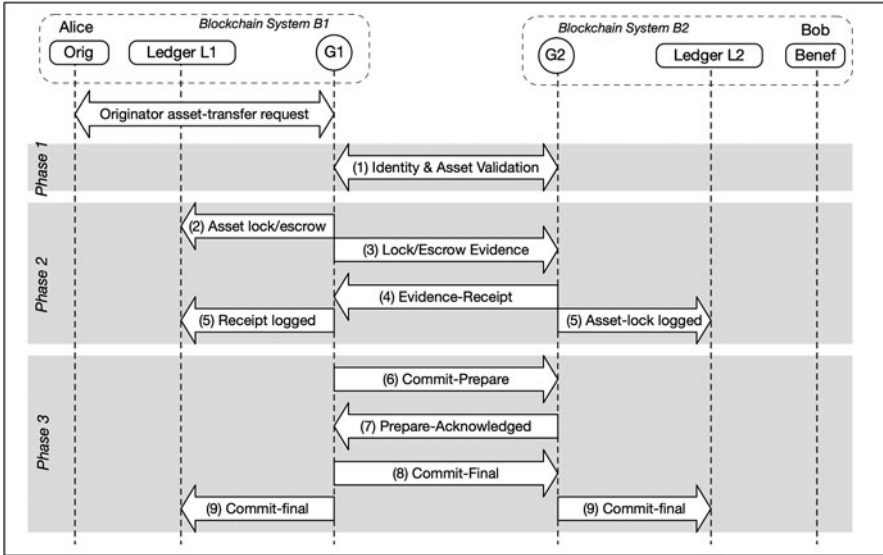 Alice
Blockchain System B1
Blockchain System B2
Bob
Orig
Ledger L1
G1
G2
Ledger L2
Benef
Originator asset-transfer request
Phase 1
(1) Identity & Asset Validation
Phase 2
(2) Asset lock/escrow
(3) Lock/Escrow Evidence
(4) Evidence-Receipt
(5) Receipt logged
(5) Asset-lock logged
Phase 3
(6) Commit-Prepare
(7) Prepare-Acknowledged
(8) Commit-Final
(9) Commit-final
(9) Commit-final